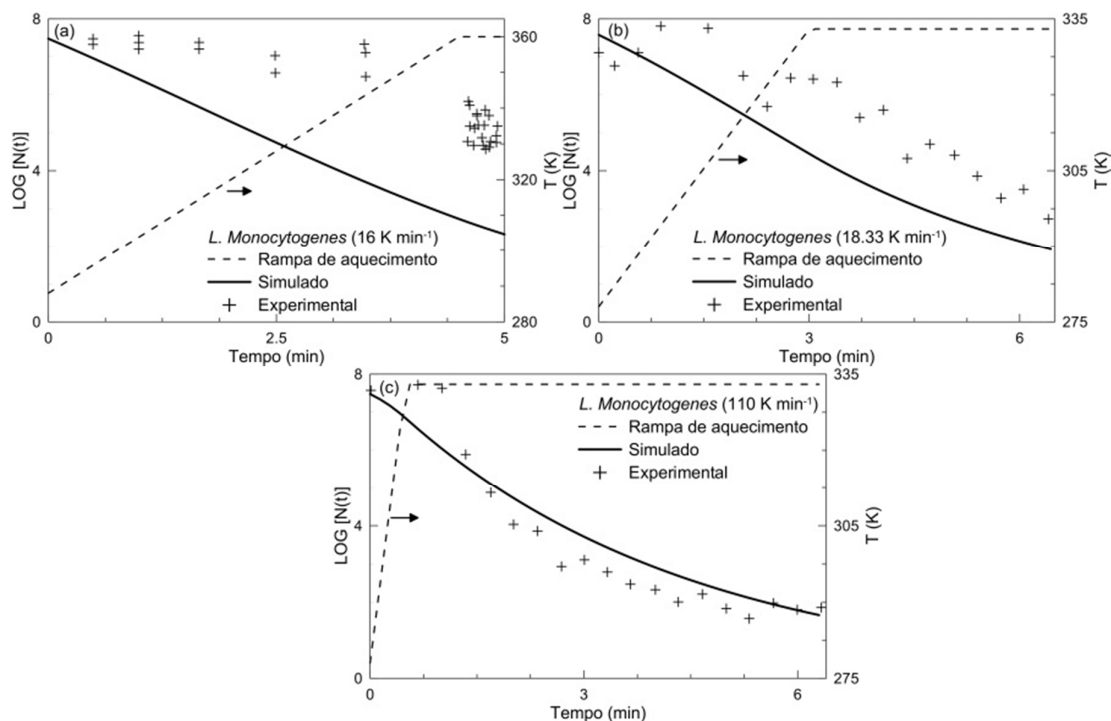 (a)
8
4
0
LOG [N(t)]
360
320
280
T (K)
L. Monocytogenes (16 K min⁻¹)
Rampa de aquecimento
Simulado
Experimental
0
2.5
5
Tempo (min)
(b)
8
4
0
LOG [N(t)]
335
305
275
T (K)
L. Monocytogenes (18.33 K min⁻¹)
Rampa de aquecimento
Simulado
Experimental
0
3
6
Tempo (min)
(c)
8
4
0
LOG [N(t)]
335
305
275
T (K)
L. Monocytogenes (110 K min⁻¹)
Rampa de aquecimento
Simulado
Experimental
0
3
6
Tempo (min)